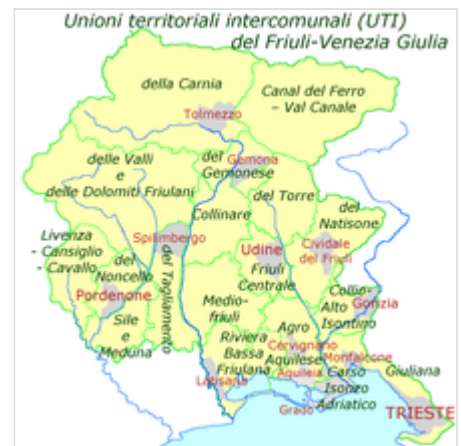 Unioni territoriali intercomunali (UTI)
del Friuli-Venezia Giulia
della Carnia
Canal del Ferro
- Val Canale
Tolmezzo
delle Valli
e
delle Dolomiti Friulani
del
Gemonese
Gemona
del Torre
Collinare
del
Natisone
Livenza
- Cansiglio
- Cavallo
Spilimbergo
del Tagliamento
Udine
Cividale
del Friuli
del
Noncello
Friuli
Centrale
Pordenone
Collio-
Alto
Isontino
Gorizia
Medio-
friuli
Sile
e
Meduna
Riviera
Bassa
Friulana
Agro
Aquileiese
Cervignano
Aquileia
Monfalcone
Latisana
Carso
Isonzo
Adriatico
Giuliana
Grado
TRIESTE